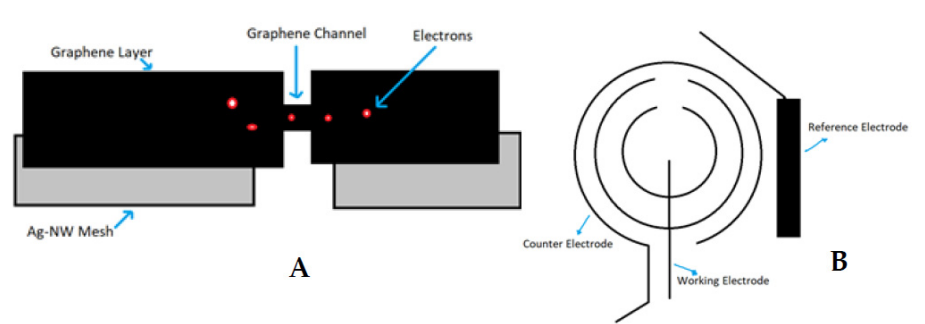 Graphene Layer
Graphene Channel
Electrons
Ag-NW Mesh
A
Reference Electrode
Counter Electrode
Working Electrode
B